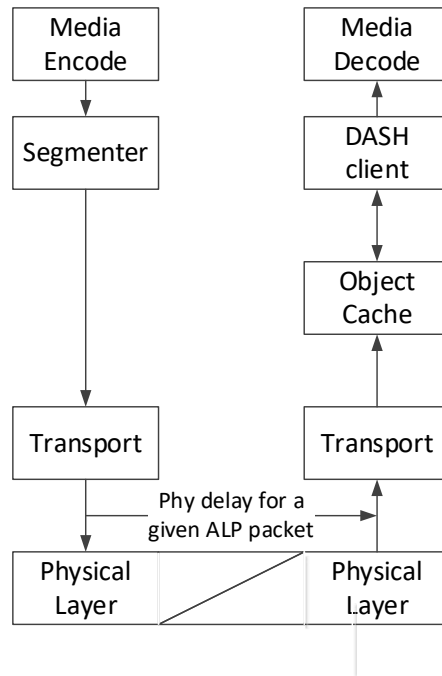 Media
Encode
Media
Decode
Segmenter
DASH
client
Object
Cache
Transport
Transport
Phy delay for a
given ALP packet
Physical
Layer
Physical
Layer